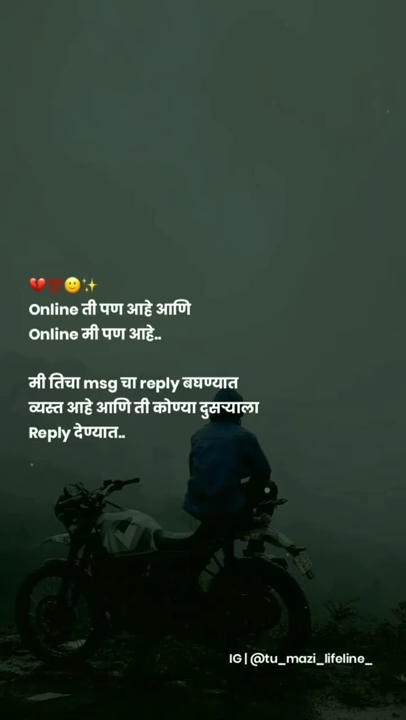 💔💯🙂✨
Online ती पण आहे आणि
Online मी पण आहे..
मी तिचा msg चा reply बघण्यात
व्यस्त आहे आणि ती कोण्या दुसऱ्याला
Reply देण्यात..
IG | @tu_mazi_lifeline_